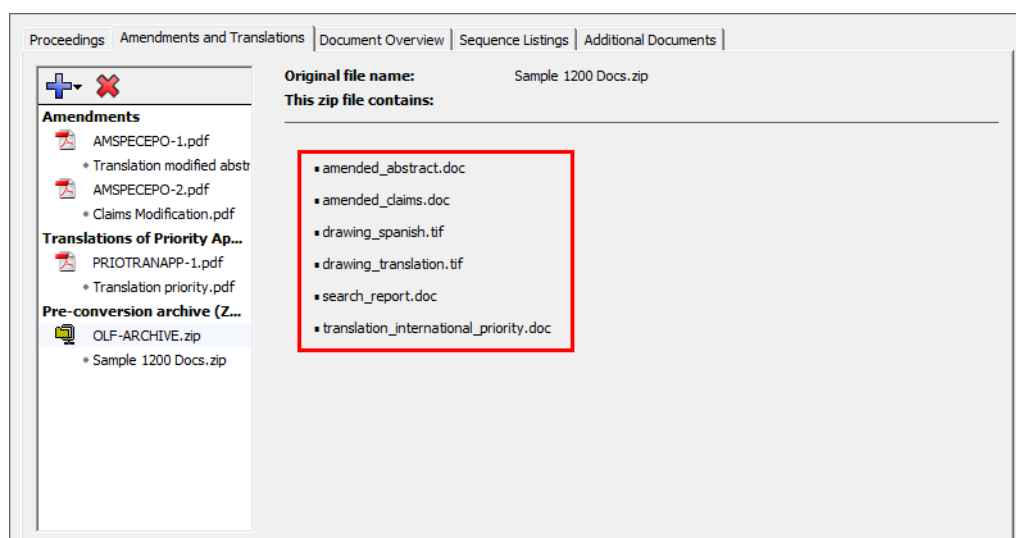 Proceedings Amendments and Translations Document Overview Sequence Listings Additional Documents
Amendments
AMSPECEPO-1.pdf
Translation modified abstr
AMSPECEPO-2.pdf
Claims Modification.pdf
Translations of Priority Ap...
PRIOTRANAPP-1.pdf
Translation priority.pdf
Pre-conversion archive (Z...
OLF-ARCHIVE.zip
Sample 1200 Docs.zip
Original file name: Sample 1200 Docs.zip
This zip file contains:
amended_abstract.doc
amended_claims.doc
drawing_spanish.tif
drawing_translation.tif
search_report.doc
translation_international_priority.doc